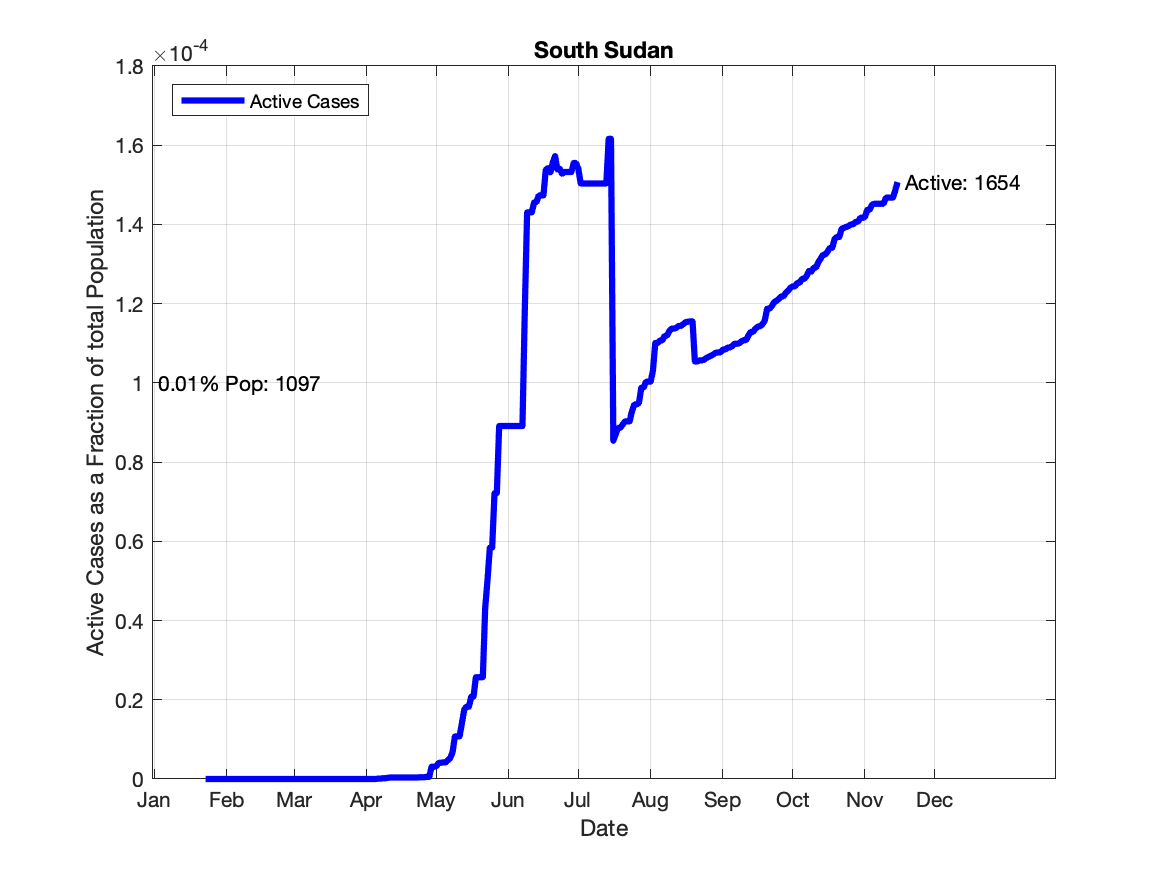 South Sudan
×10-4
1.8
1.6
1.4
1.2
1
0.8
0.6
0.4
0.2
0
Active Cases
Active: 1654
0.01% Pop: 1097
Active Cases as a Fraction of total Population
Jan Feb Mar Apr May Jun Jul Aug Sep Oct Nov Dec
Date